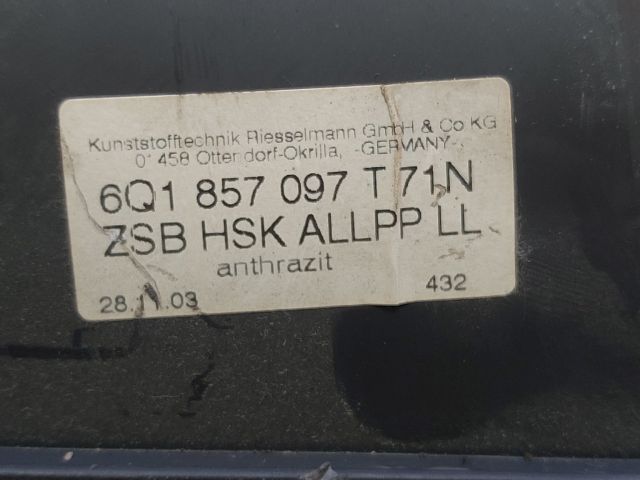 Kunststofftechnik Riesselmann GmbH & Co KG
01458 Ottendorf-Okrilla, -GERMANY-
6Q1 857 097 T 71N
ZSB HSK ALLPP LL
anthrazit
28.11.03 432